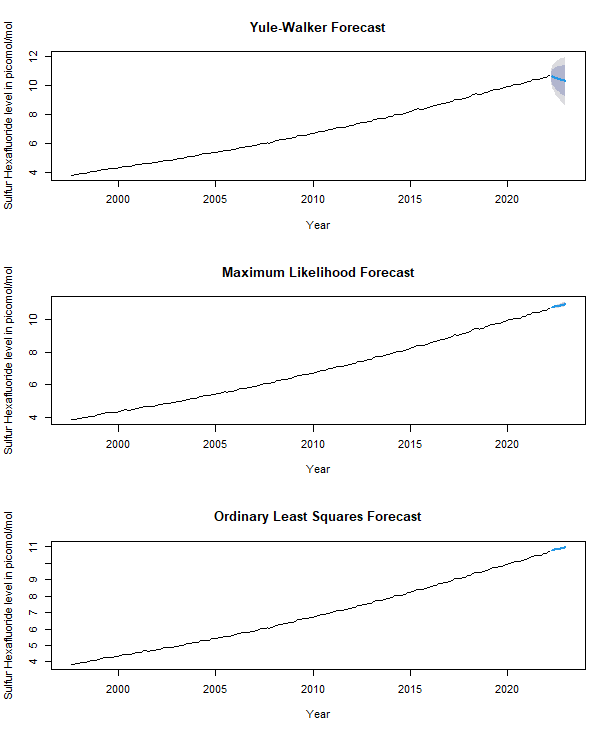 Yule-Walker Forecast
Sulfur Hexafluoride level in picomol/mol
12
10
8
6
4
2000 2005 2010 2015 2020
Year
Maximum Likelihood Forecast
Sulfur Hexafluoride level in picomol/mol
10
8
6
4
2000 2005 2010 2015 2020
Year
Ordinary Least Squares Forecast
Sulfur Hexafluoride level in picomol/mol
11
9
8
7
6
5
4
2000 2005 2010 2015 2020
Year